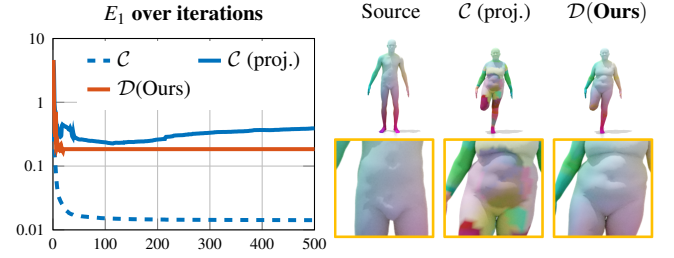 E₁ over iterations
10
1
0.1
0.01
0
100
200
300
400
500
𝒞
𝒞 (proj.)
𝒟(Ours)
Source
𝒞 (proj.)
𝒟(Ours)